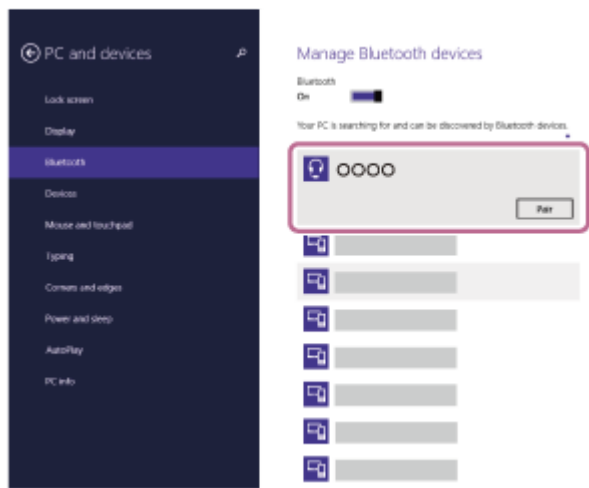 PC and devices
Lock screen
Display
Bluetooth
Devices
Mouse and touchpad
Typing
Corners and edges
Power and sleep
AutoPlay
PC info
Manage Bluetooth devices
Bluetooth
On
Your PC is searching for and can be discovered by Bluetooth devices.
OOOO
Pair